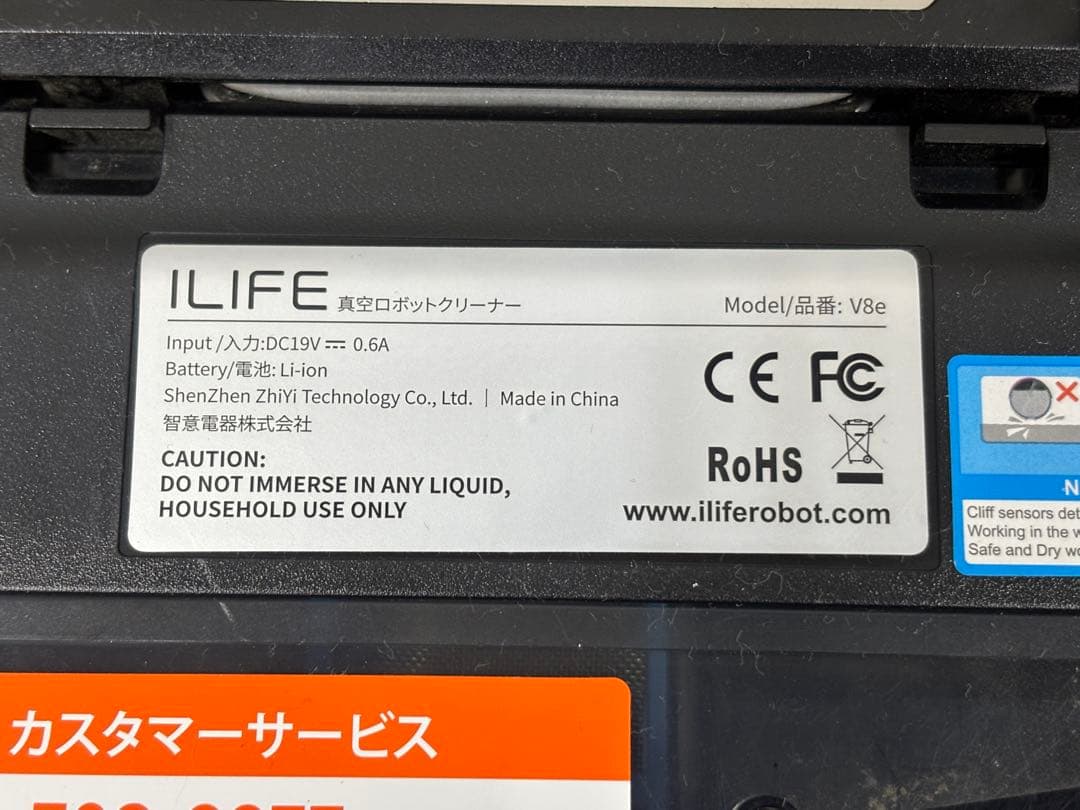 ILIFE 真空ロボットクリーナー Model/品番: V8e
Input /入力:DC19V ⎓ 0.6A
Battery/電池: Li-ion
ShenZhen ZhiYi Technology Co., Ltd. | Made in China
智意電器株式会社
CAUTION:
DO NOT IMMERSE IN ANY LIQUID,
HOUSEHOLD USE ONLY
CE FC
RoHS
www.iliferobot.com
Cliff sensors det
Working in the w
Safe and Dry wo
カスタマーサービス